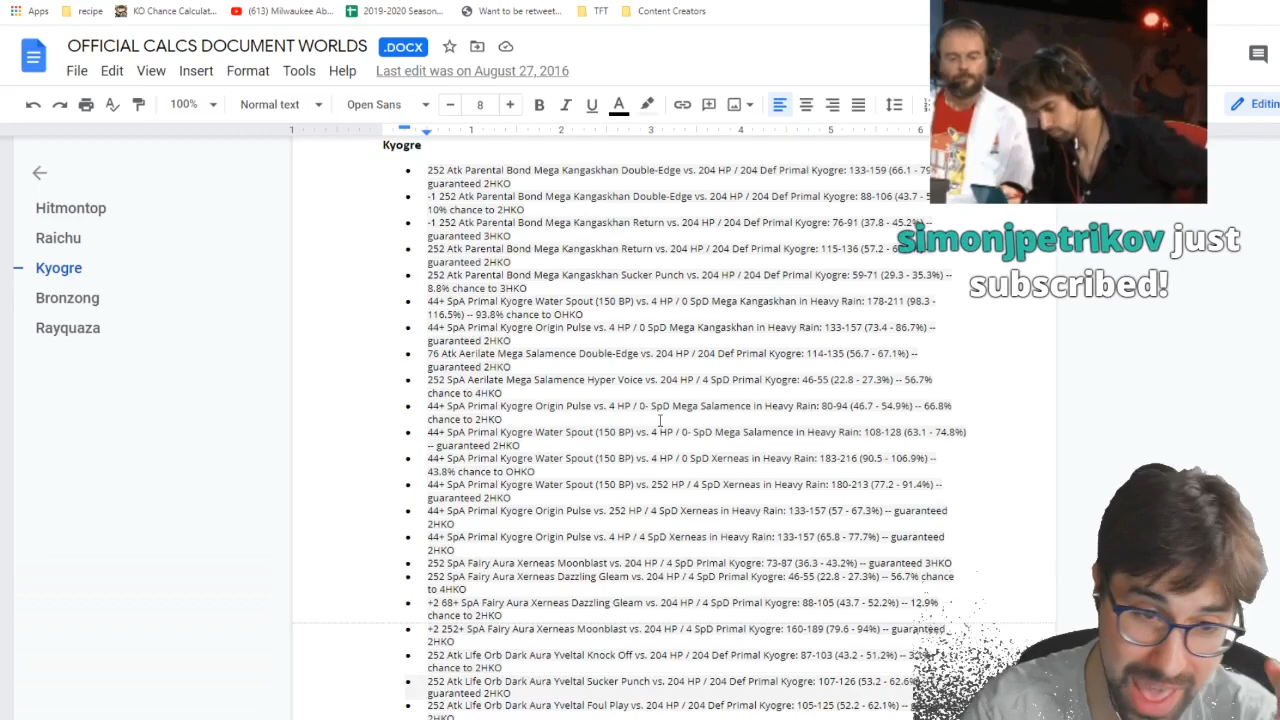 Apps recipe KO Chance Calculat... (613) Milwaukee Ab... 2019-2020 Season... Want to be retweet... TFT Content Creators
OFFICIAL CALCS DOCUMENT WORLDS .DOCX
File Edit View Insert Format Tools Help Last edit was on August 27, 2016
100% Normal text Open Sans 8 B I U A Editin
1 1 2 3 4 5 6
Hitmontop
Raichu
Kyogre
Bronzong
Rayquaza
Kyogre
252 Atk Parental Bond Mega Kangaskhan Double-Edge vs. 204 HP / 204 Def Primal Kyogre: 133-159 (66.1 - 79
guaranteed 2HKO
-1 252 Atk Parental Bond Mega Kangaskhan Double-Edge vs. 204 HP / 204 Def Primal Kyogre: 88-106 (43.7 -
10% chance to 2HKO
-1 252 Atk Parental Bond Mega Kangaskhan Return vs. 204 HP / 204 Def Primal Kyogre: 76-91 (37.8 - 45.2%) --
guaranteed 3HKO
252 Atk Parental Bond Mega Kangaskhan Return vs. 204 HP / 204 Def Primal Kyogre: 115-136 (57.2 -
guaranteed 2HKO
252 Atk Parental Bond Mega Kangaskhan Sucker Punch vs. 204 HP / 204 Def Primal Kyogre: 59-71 (29.3 - 35.3%) --
8.8% chance to 3HKO
44+ SpA Primal Kyogre Water Spout (150 BP) vs. 4 HP / 0 SpD Mega Kangaskhan in Heavy Rain: 178-211 (98.3 -
116.5%) -- 93.8% chance to OHKO
44+ SpA Primal Kyogre Origin Pulse vs. 4 HP / 0 SpD Mega Kangaskhan in Heavy Rain: 133-157 (73.4 - 86.7%) --
guaranteed 2HKO
76 Atk Aerilate Mega Salamence Double-Edge vs. 204 HP / 204 Def Primal Kyogre: 114-135 (56.7 - 67.1%) --
guaranteed 2HKO
252 SpA Aerilate Mega Salamence Hyper Voice vs. 204 HP / 4 SpD Primal Kyogre: 46-55 (22.8 - 27.3%) -- 56.7%
chance to 4HKO
44+ SpA Primal Kyogre Origin Pulse vs. 4 HP / 0- SpD Mega Salamence in Heavy Rain: 80-94 (46.7 - 54.9%) -- 66.8%
chance to 2HKO
44+ SpA Primal Kyogre Water Spout (150 BP) vs. 4 HP / 0- SpD Mega Salamence in Heavy Rain: 108-128 (63.1 - 74.8%)
-- guaranteed 2HKO
44+ SpA Primal Kyogre Water Spout (150 BP) vs. 4 HP / 0 SpD Xerneas in Heavy Rain: 183-216 (90.5 - 106.9%) --
43.8% chance to OHKO
44+ SpA Primal Kyogre Water Spout (150 BP) vs. 252 HP / 4 SpD Xerneas in Heavy Rain: 180-213 (77.2 - 91.4%) --
guaranteed 2HKO
44+ SpA Primal Kyogre Origin Pulse vs. 252 HP / 4 SpD Xerneas in Heavy Rain: 133-157 (57 - 67.3%) -- guaranteed
2HKO
44+ SpA Primal Kyogre Origin Pulse vs. 4 HP / 4 SpD Xerneas in Heavy Rain: 133-157 (65.8 - 77.7%) -- guaranteed
2HKO
252 SpA Fairy Aura Xerneas Moonblast vs. 204 HP / 4 SpD Primal Kyogre: 73-87 (36.3 - 43.2%) -- guaranteed 3HKO
252 SpA Fairy Aura Xerneas Dazzling Gleam vs. 204 HP / 4 SpD Primal Kyogre: 46-55 (22.8 - 27.3%) -- 56.7% chance
to 4HKO
+2 68+ SpA Fairy Aura Xerneas Dazzling Gleam vs. 204 HP / 4 SpD Primal Kyogre: 88-105 (43.7 - 52.2%) -- 12.9%
chance to 2HKO
+2 252+ SpA Fairy Aura Xerneas Moonblast vs. 204 HP / 4 SpD Primal Kyogre: 160-189 (79.6 - 94%) -- guaranteed
2HKO
252 Atk Life Orb Dark Aura Yveltal Knock Off vs. 204 HP / 204 Def Primal Kyogre: 87-103 (43.2 - 51.2%) --
chance to 2HKO
252 Atk Life Orb Dark Aura Yveltal Sucker Punch vs. 204 HP / 204 Def Primal Kyogre: 107-126 (53.2 - 62.6%
guaranteed 2HKO
252 Atk Life Orb Dark Aura Yveltal Foul Play vs. 204 HP / 204 Def Primal Kyogre: 105-125 (52.2 - 62.1%) --
2HKO
simonjpetrikov just
subscribed!